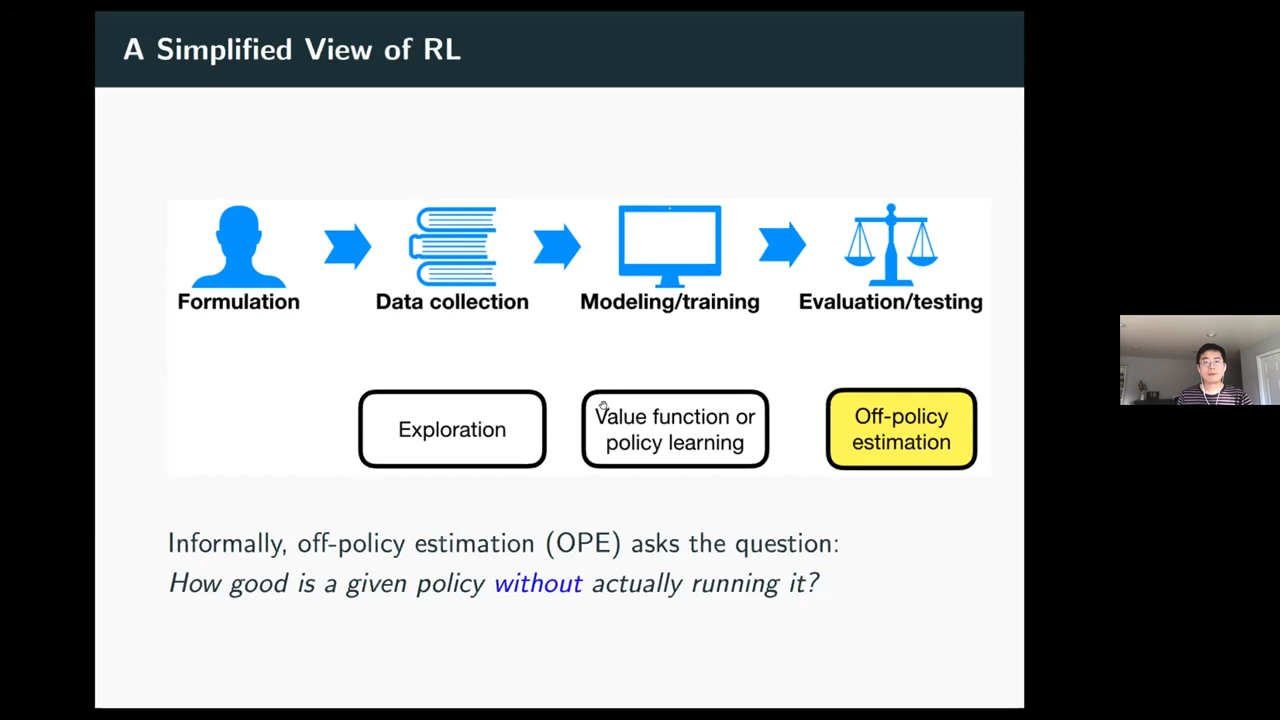 A Simplified View of RL
Formulation
Data collection
Modeling/training
Evaluation/testing
Exploration
Value function or
policy learning
Off-policy
estimation
Informally, off-policy estimation (OPE) asks the question:
How good is a given policy without actually running it?